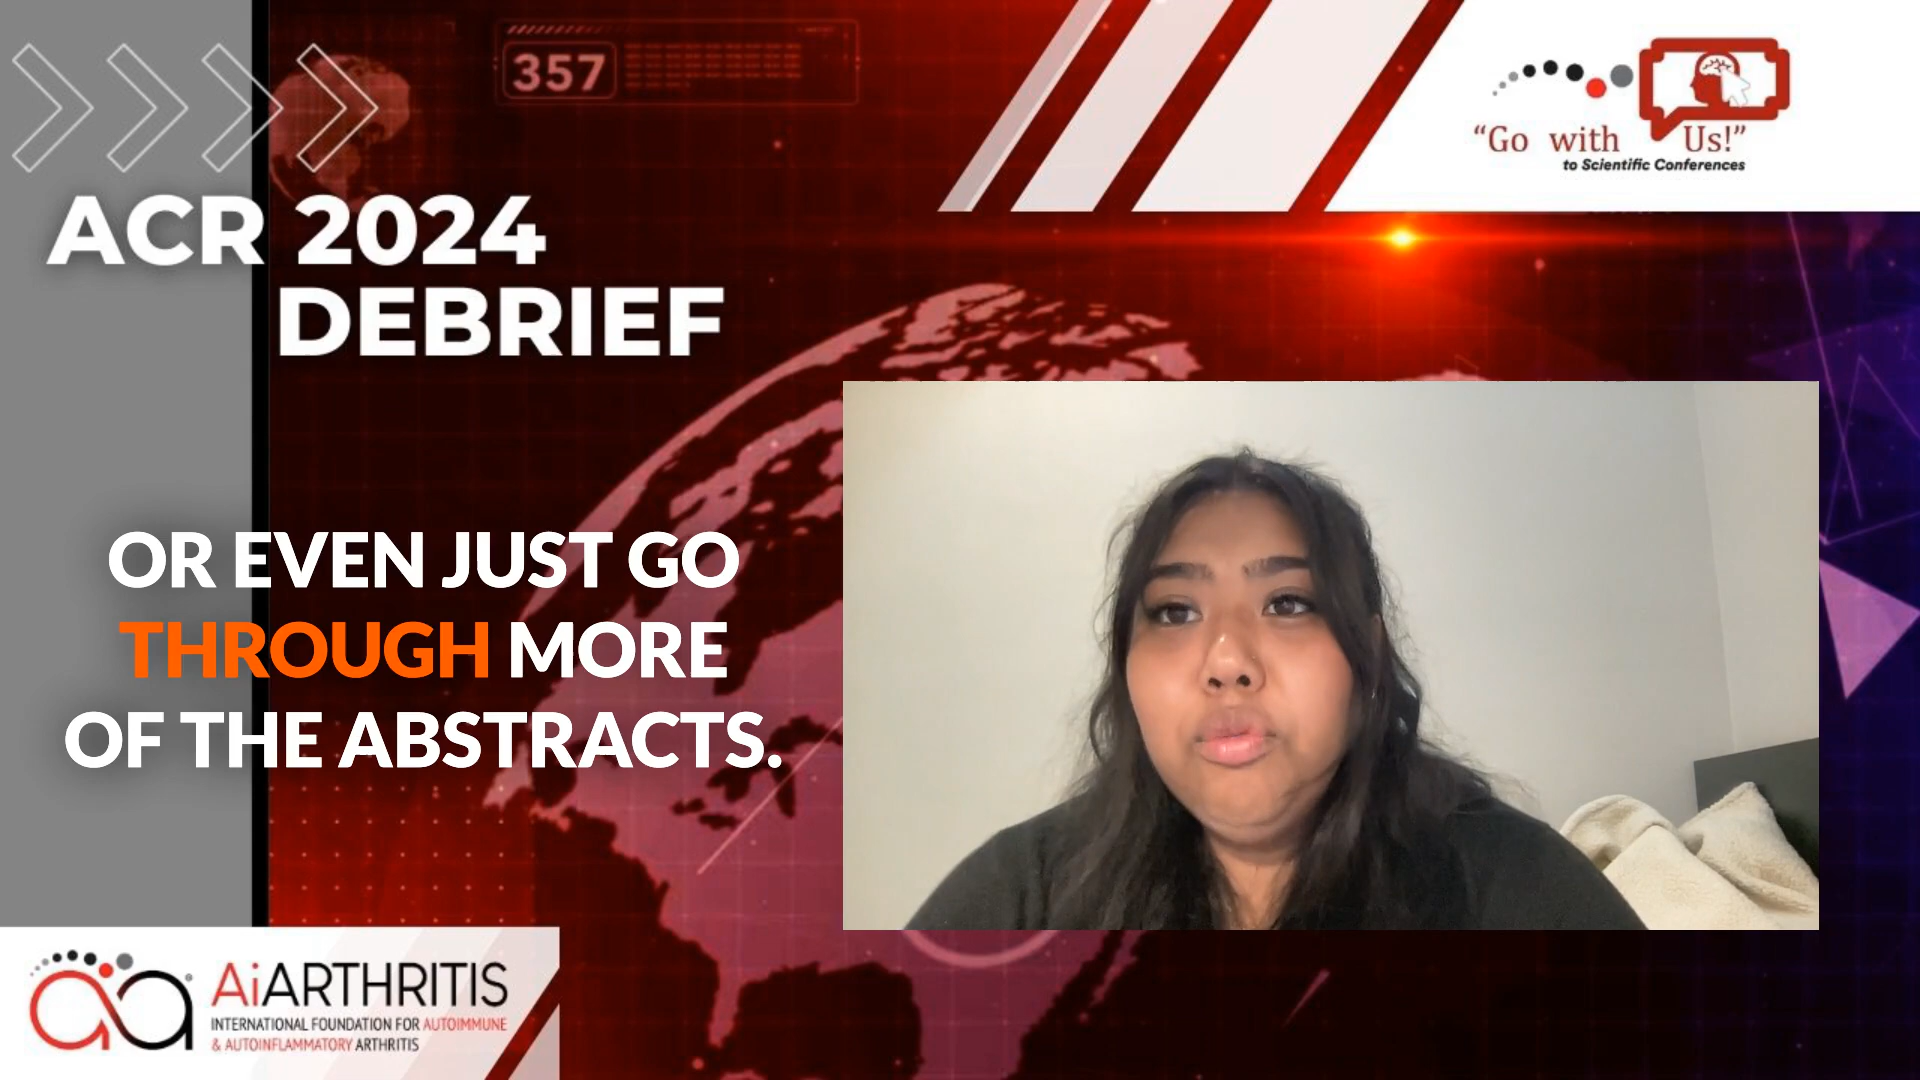 357
“Go with Us!”
to Scientific Conferences
ACR 2024
DEBRIEF
OR EVEN JUST GO
THROUGH MORE
OF THE ABSTRACTS.
AiARTHRITIS
INTERNATIONAL FOUNDATION FOR AUTOIMMUNE
& AUTOINFLAMMATORY ARTHRITIS